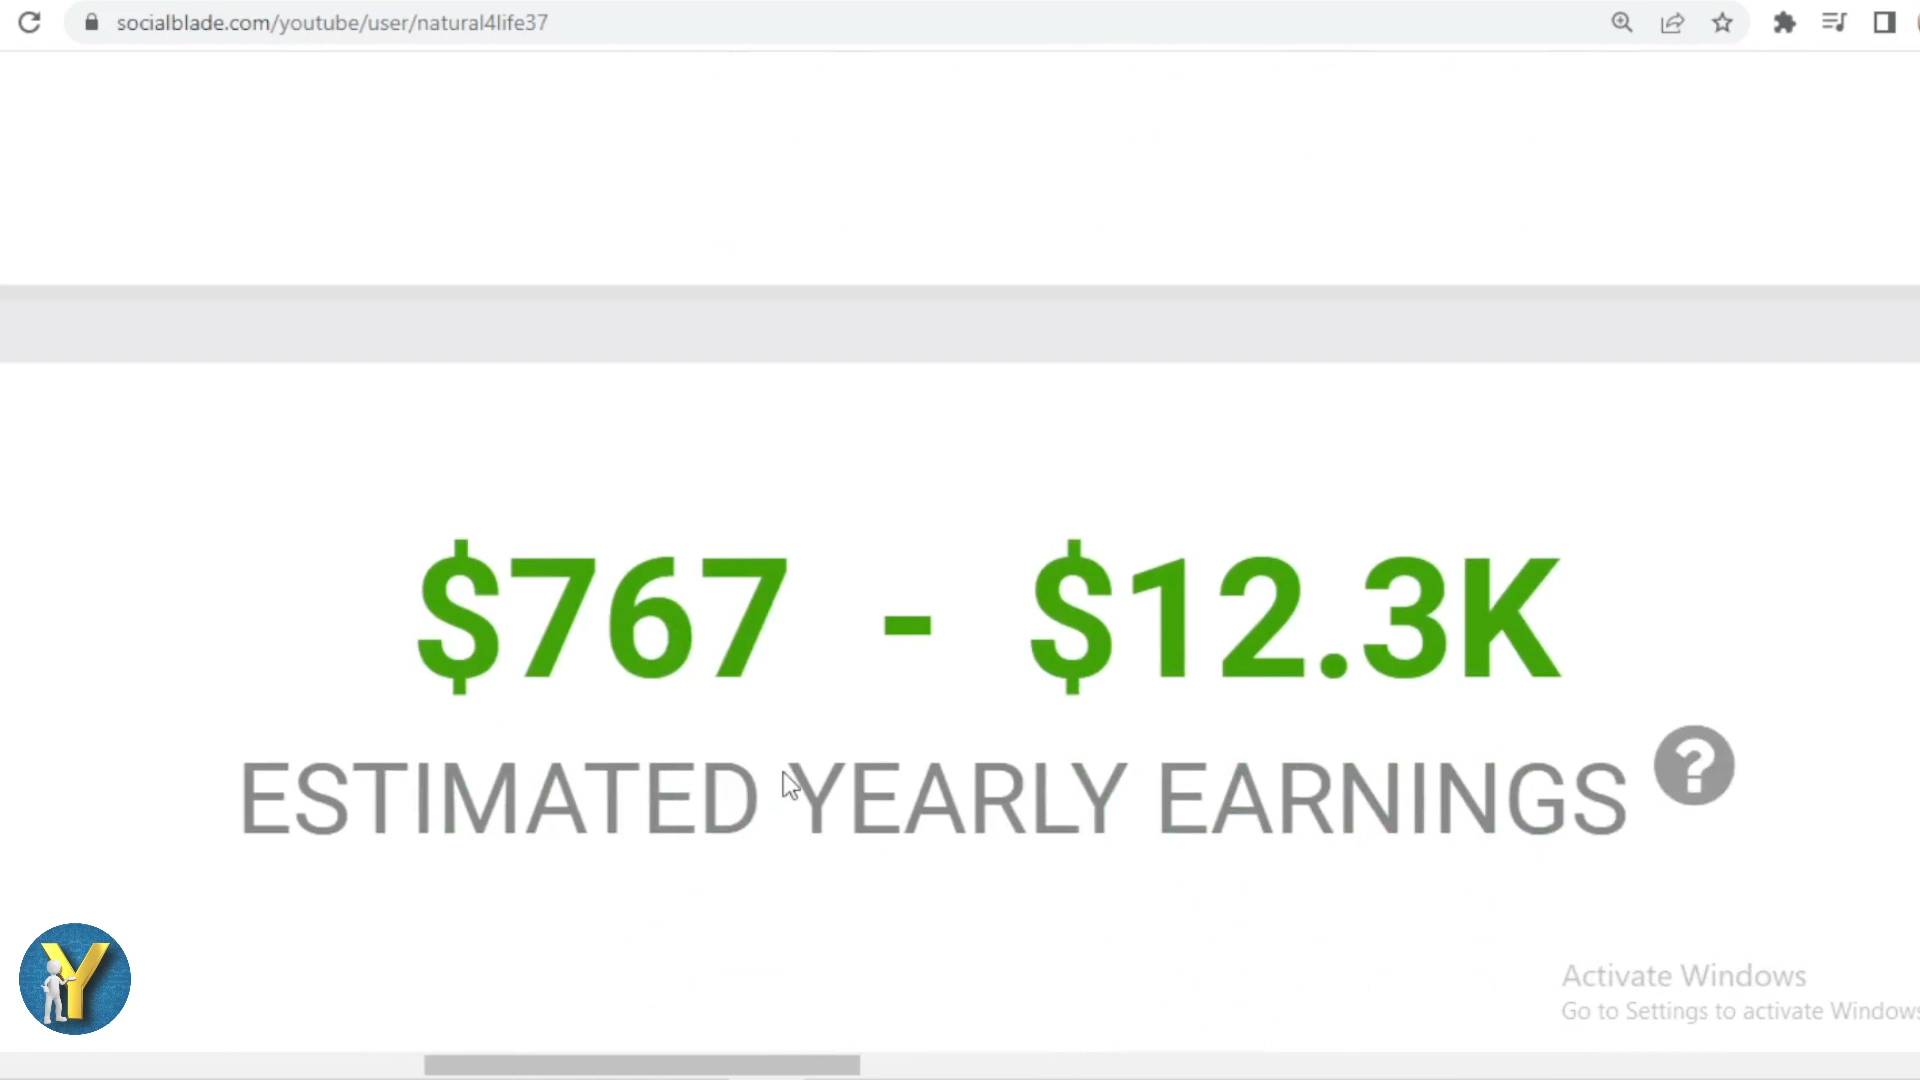 socialblade.com/youtube/user/natural4life37
$767 - $12.3K
ESTIMATED YEARLY EARNINGS ?
Y
Activate Windows
Go to Settings to activate Windows